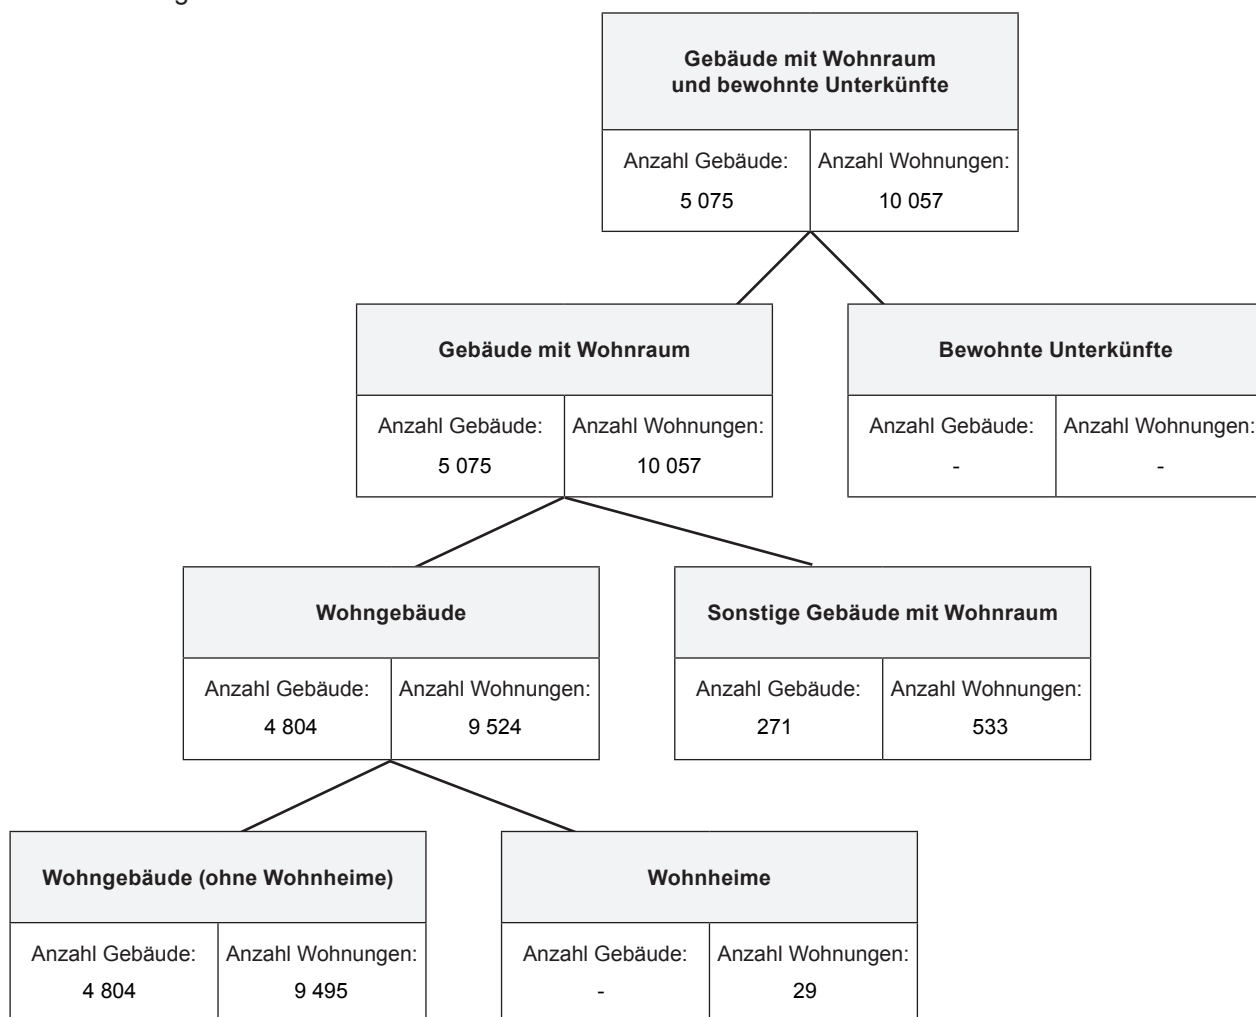 Gebäude mit Wohnraum
und bewohnte Unterkünfte
Anzahl Gebäude: Anzahl Wohnungen:
5 075 10 057
Gebäude mit Wohnraum Bewohnte Unterkünfte
Anzahl Gebäude: Anzahl Wohnungen: Anzahl Gebäude: Anzahl Wohnungen:
5 075 10 057 - -
Wohngebäude Sonstige Gebäude mit Wohnraum
Anzahl Gebäude: Anzahl Wohnungen: Anzahl Gebäude: Anzahl Wohnungen:
4 804 9 524 271 533
Wohngebäude (ohne Wohnheime) Wohnheime
Anzahl Gebäude: Anzahl Wohnungen: Anzahl Gebäude: Anzahl Wohnungen:
4 804 9 495 - 29